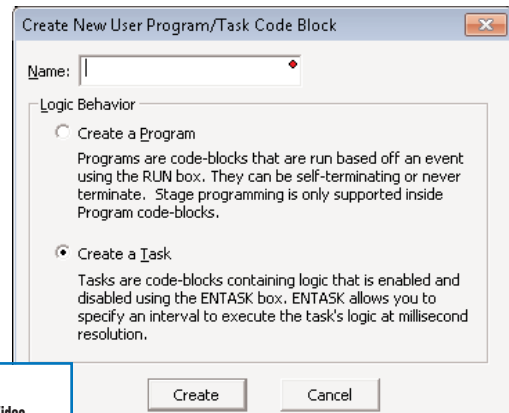 Create New User Program/Task Code Block
Name:
Logic Behavior
Create a Program
Programs are code-blocks that are run based off an event
using the RUN box. They can be self-terminating or never
terminate. Stage programming is only supported inside
Program code-blocks.
Create a Task
Tasks are code-blocks containing logic that is enabled and
disabled using the ENTASK box. ENTASK allows you to
specify an interval to execute the task's logic at millisecond
resolution.
Create
Cancel